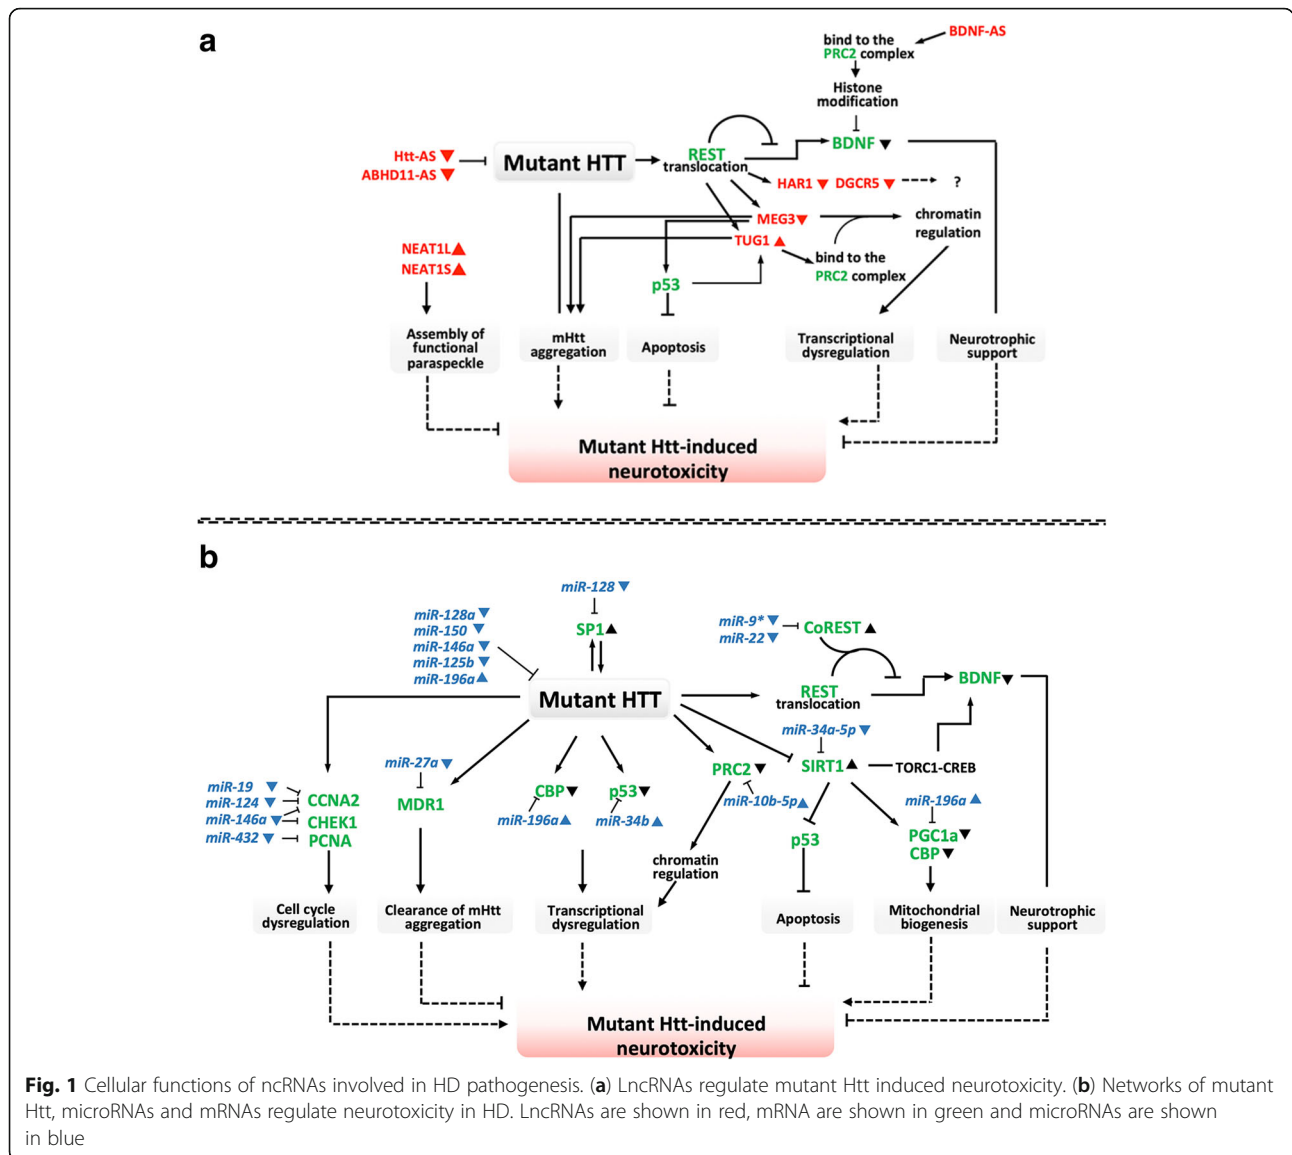 a
bind to the BDNF-AS
PRC2 complex
Histone
modification
BDNF ▼
Htt-AS ▼
ABHD11-AS ▼
Mutant HTT
REST
translocation
HAR1 ▼ DGCR5 ▼ ?
MEG3 ▼
TUG1 ▲
chromatin
regulation
bind to the
PRC2 complex
NEAT1L ▲
NEAT1S ▲
p53
Assembly of
functional
paraspeckle
mHtt
aggregation
Apoptosis
Transcriptional
dysregulation
Neurotrophic
support
Mutant Htt-induced
neurotoxicity
b
miR-128 ▼
SP1 ▲
miR-128a ▼
miR-150 ▼
miR-146a ▼
miR-125b ▼
miR-196a ▲
miR-9* ▼
miR-22 ▼
CoREST ▲
Mutant HTT
REST
translocation
BDNF ▼
miR-34a-5p ▼
SIRT1 ▲
TORC1-CREB
miR-19 ▼
miR-124 ▼
miR-146a ▼
miR-432 ▼
CCNA2
CHEK1
PCNA
miR-27a ▼
MDR1
CBP ▼
miR-196a ▲
p53 ▼
miR-34b ▲
PRC2 ▼
miR-10b-5p ▲
chromatin
regulation
p53
miR-196a ▲
PGC1a ▼
CBP ▼
Cell cycle
dysregulation
Clearance of mHtt
aggregation
Transcriptional
dysregulation
Apoptosis
Mitochondrial
biogenesis
Neurotrophic
support
Mutant Htt-induced
neurotoxicity
Fig. 1 Cellular functions of ncRNAs involved in HD pathogenesis. (a) LncRNAs regulate mutant Htt induced neurotoxicity. (b) Networks of mutant
Htt, microRNAs and mRNAs regulate neurotoxicity in HD. LncRNAs are shown in red, mRNA are shown in green and microRNAs are shown
in blue